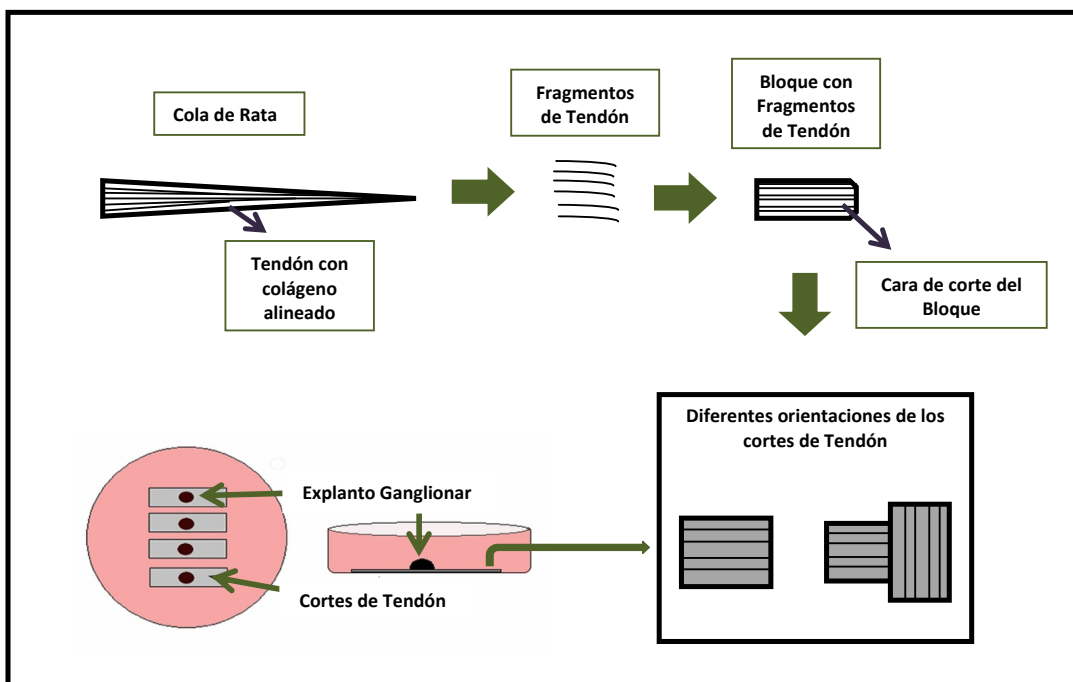 Cola de Rata
Fragmentos
de Tendón
Bloque con
Fragmentos
de Tendón
Tendón con
colágeno
alineado
Cara de corte del
Bloque
Diferentes orientaciones de los
cortes de Tendón
Explanto Ganglionar
Cortes de Tendón